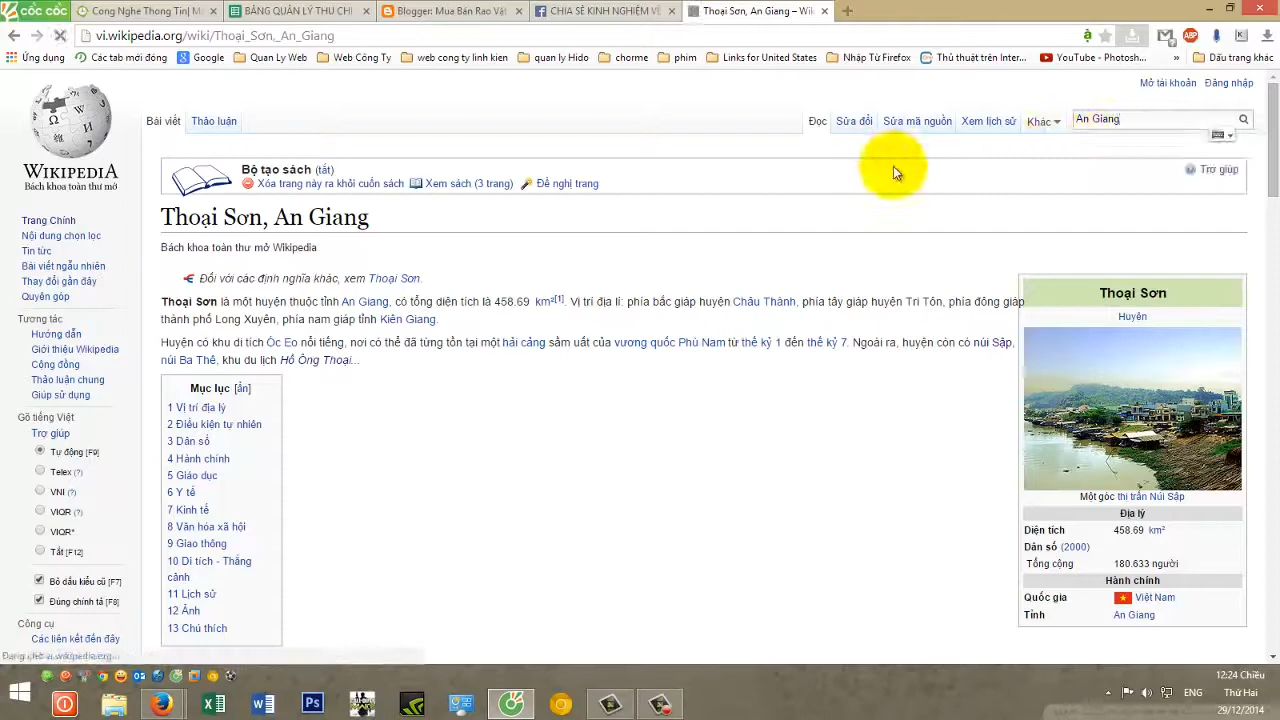 cốc cốc
Cong Nghe Thong Tin| M
BẢNG QUẢN LÝ THU CHI
Blogger: Mua Bán Rao Vặ
CHIA SẺ KINH NGHIỆM VỀ
Thoại Sơn, An Giang – Wi
vi.wikipedia.org/wiki/Thoại_Sơn,_An_Giang
Ứng dụng
Các tab mới đóng
Google
Quan Ly Web
Web Công Ty
web cong ty linh kien
quan ly Hido
chorme
phim
Links for United States
Nhập Từ Firefox
Thủ thuật trên Inter...
YouTube - Photosh...
»
Dấu trang khác
Mở tài khoản
Đăng nhập
Bài viết
Thảo luận
Đọc
Sửa đổi
Sửa mã nguồn
Xem lịch sử
Khác
An Giang
WIKIPEDIA
Bách khoa toàn thư mở
Bộ tạo sách (tắt)
Trợ giúp
Xóa trang này ra khỏi cuốn sách
Xem sách (3 trang)
Đề nghị trang
Thoại Sơn, An Giang
Bách khoa toàn thư mở Wikipedia
Đối với các định nghĩa khác, xem Thoại Sơn.
Thoại Sơn là một huyện thuộc tỉnh An Giang, có tổng diện tích là 458.69 km²[1]. Vị trí địa lí: phía bắc giáp huyện Châu Thành, phía tây giáp huyện Tri Tôn, phía đông giáp
thành phố Long Xuyên, phía nam giáp tỉnh Kiên Giang.
Huyện có khu di tích Óc Eo nổi tiếng, nơi có thể đã từng tồn tại một hải cảng sầm uất của vương quốc Phù Nam từ thế kỷ 1 đến thế kỷ 7. Ngoài ra, huyện còn có núi Sập,
núi Ba Thê, khu du lịch Hồ Ông Thoại...
Mục lục [ẩn]
1 Vị trí địa lý
2 Điều kiện tự nhiên
3 Dân số
4 Hành chính
5 Giáo dục
6 Y tế
7 Kinh tế
8 Văn hóa xã hội
9 Giao thông
10 Di tích - Thắng
cảnh
11 Lịch sử
12 Ảnh
13 Chú thích
Thoại Sơn
Huyện
Một góc thị trấn Núi Sập
Địa lý
Diện tích
458.69 km²
Dân số (2000)
Tổng cộng
180.633 người
Hành chính
Quốc gia
Việt Nam
Tỉnh
An Giang
Trang Chính
Nội dung chọn lọc
Tin tức
Bài viết ngẫu nhiên
Thay đổi gần đây
Quyên góp
Tương tác
Hướng dẫn
Giới thiệu Wikipedia
Cộng đồng
Thảo luận chung
Giúp sử dụng
Gõ tiếng Việt
Trợ giúp
Tự động [F9]
Telex (?)
VNI (?)
VIQR (?)
VIQR*
Tắt [F12]
Bỏ dấu kiểu cũ [F7]
Đúng chính tả [F8]
Công cụ
Các liên kết đến đây
12:24 Chiều
ENG
Thứ Hai
29/12/2014